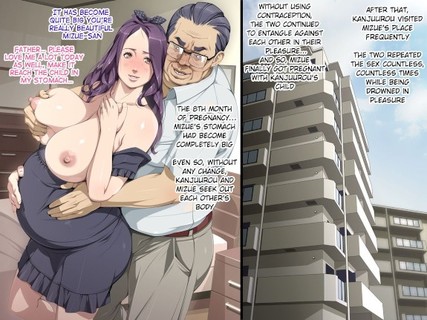 AFTER THAT,
KANJUUROU VISITED
MIZUE'S PLACE
FREQUENTLY
THE TWO REPEATED
THE SEX COUNTLESS,
COUNTLESS TIMES
WHILE BEING
DROWNED IN
PLEASURE
WITHOUT USING
CONTRACEPTION,
THE TWO CONTINUED
TO ENTANGLE AGAINST
EACH OTHER IN THEIR
PLEASURE...
AND SO, MIZUE
FINALLY GOT PREGNANT
WITH KANJUUROU'S
CHILD
IT HAS BECOME
QUITE BIG YOU'RE
REALLY BEAUTIFUL
MIZUE-SAN
FATHER... PLEASE
LOVE ME A LOT TODAY
AS WELL... MAKE IT
REACH THE CHILD IN
MY STOMACH...
THE 8TH MONTH
OF PREGNANCY...
MIZUE'S STOMACH
HAD BECOME
COMPLETELY BIG
EVEN SO, WITHOUT
ANY CHANGE,
KANJUUROU AND
MIZUE SEEK OUT
EACH OTHER'S
BODY